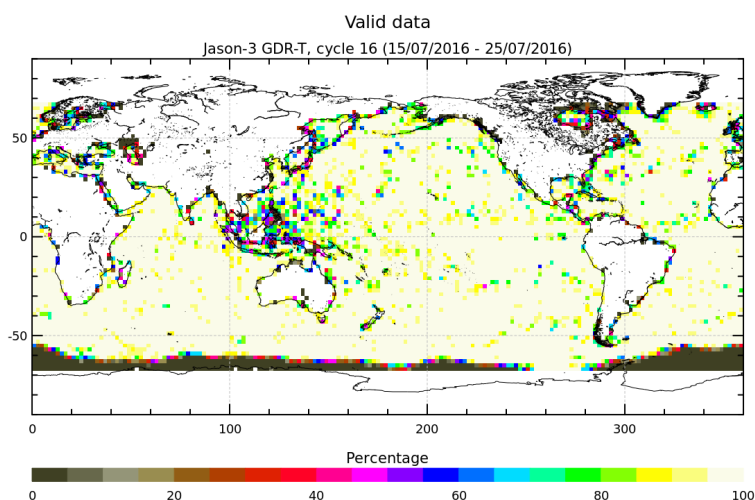 Valid data
Jason-3 GDR-T, cycle 16 (15/07/2016 - 25/07/2016)
50
0
-50
0 100 200 300
Percentage
0 20 40 60 80 100